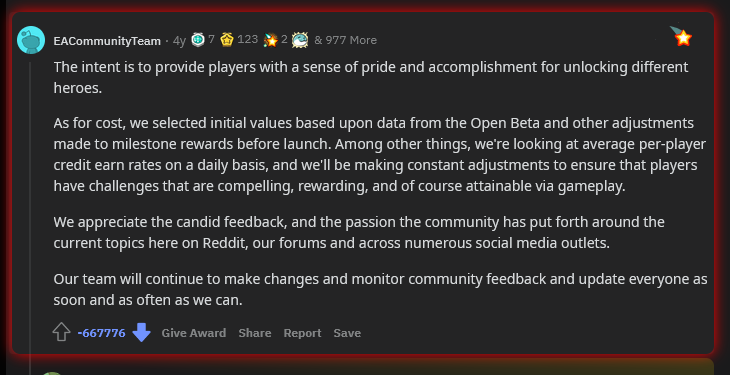 EACommunityTeam · 4y 7 123 2 & 977 More
The intent is to provide players with a sense of pride and accomplishment for unlocking different
heroes.
As for cost, we selected initial values based upon data from the Open Beta and other adjustments
made to milestone rewards before launch. Among other things, we're looking at average per-player
credit earn rates on a daily basis, and we'll be making constant adjustments to ensure that players
have challenges that are compelling, rewarding, and of course attainable via gameplay.
We appreciate the candid feedback, and the passion the community has put forth around the
current topics here on Reddit, our forums and across numerous social media outlets.
Our team will continue to make changes and monitor community feedback and update everyone as
soon and as often as we can.
-667776 Give Award Share Report Save